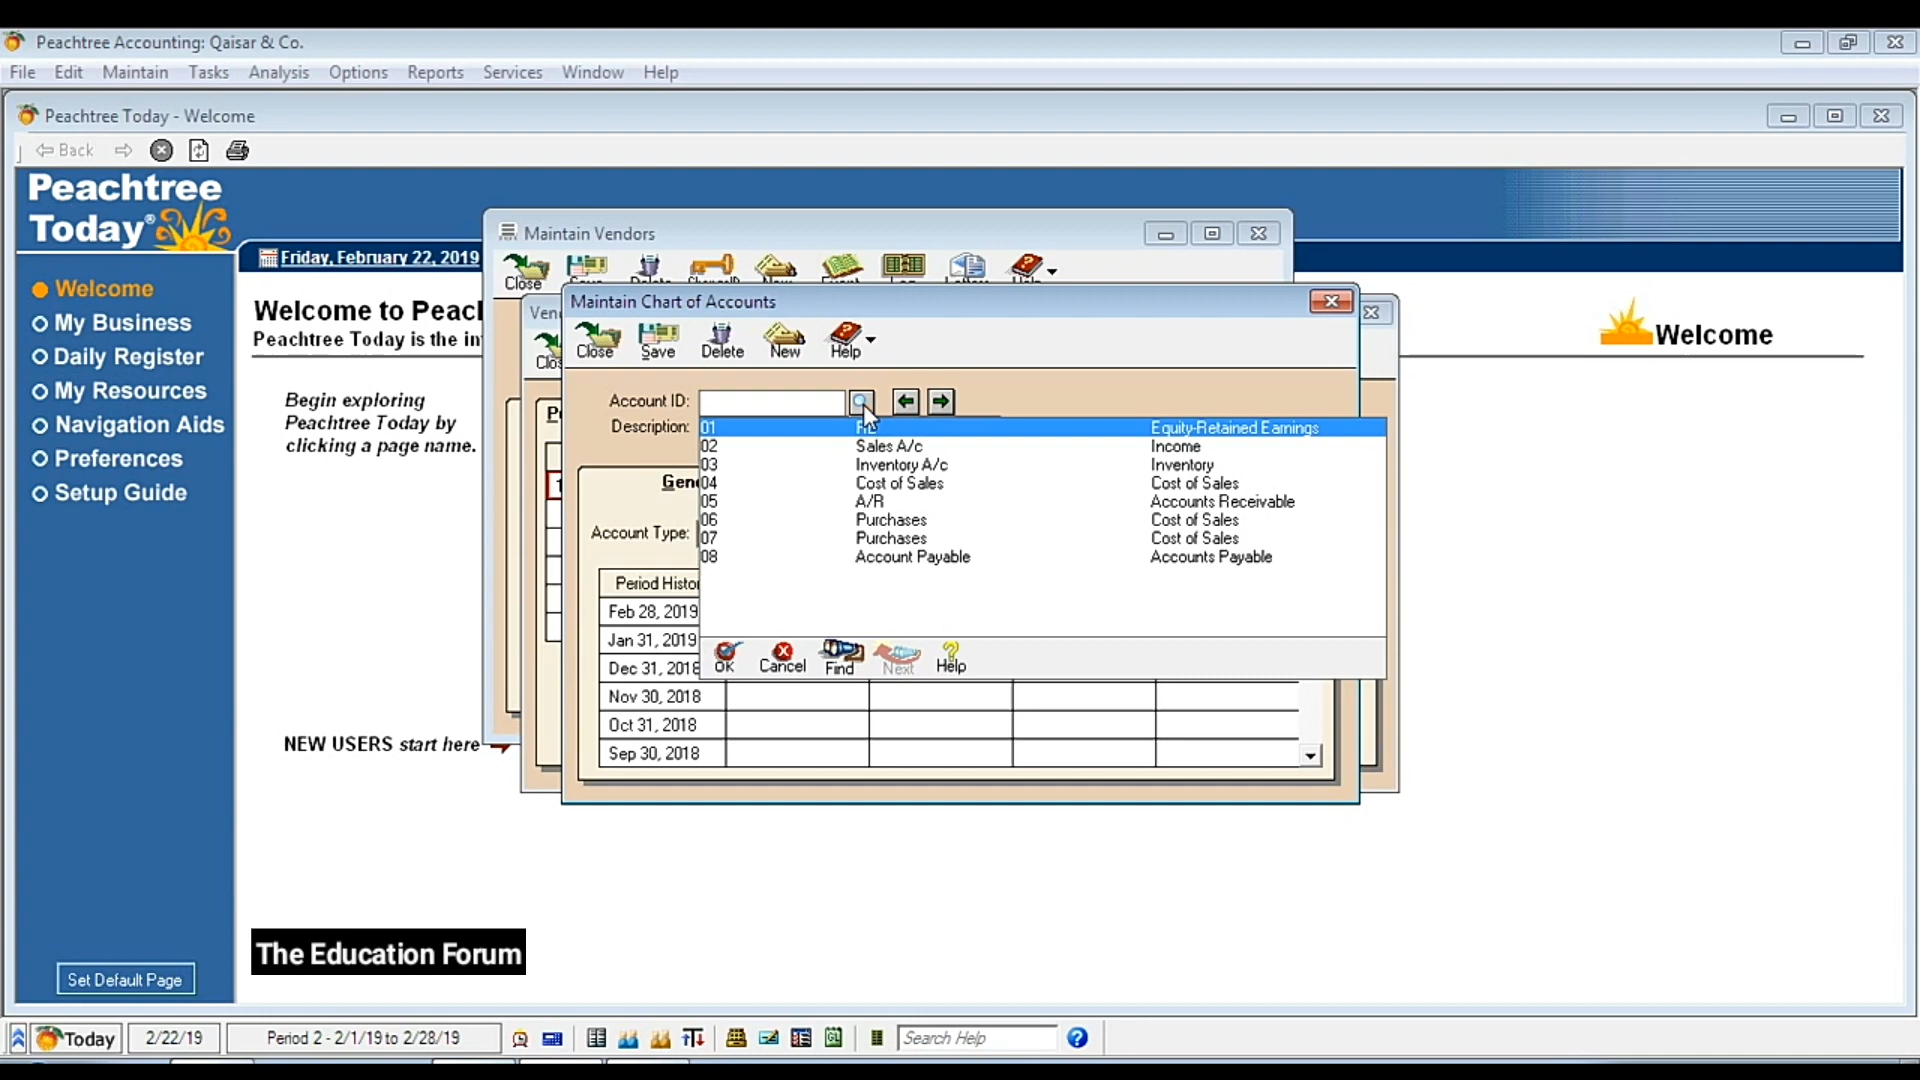 Peachtree Accounting: Qaisar & Co.
File Edit Maintain Tasks Analysis Options Reports Services Window Help
Peachtree Today - Welcome
Back
Peachtree
Today®
Friday, February 22, 2019
Welcome
My Business
Daily Register
My Resources
Navigation Aids
Preferences
Setup Guide
Set Default Page
Welcome to Peac
Peachtree Today is the in
Welcome
Begin exploring
Peachtree Today by
clicking a page name.
NEW USERS start here
The Education Forum
Maintain Vendors
Close
Maintain Chart of Accounts
Close Save Delete New Help
Account ID:
Description:
Gene
Account Type:
01 Equity-Retained Earnings
02 Sales A/c Income
03 Inventory A/c Inventory
04 Cost of Sales Cost of Sales
05 A/R Accounts Receivable
06 Purchases Cost of Sales
07 Purchases Cost of Sales
08 Account Payable Accounts Payable
OK Cancel Find Next Help
Period Histo
Feb 28, 2019
Jan 31, 2019
Dec 31, 2018
Nov 30, 2018
Oct 31, 2018
Sep 30, 2018
Today 2/22/19 Period 2 - 2/1/19 to 2/28/19 Search Help